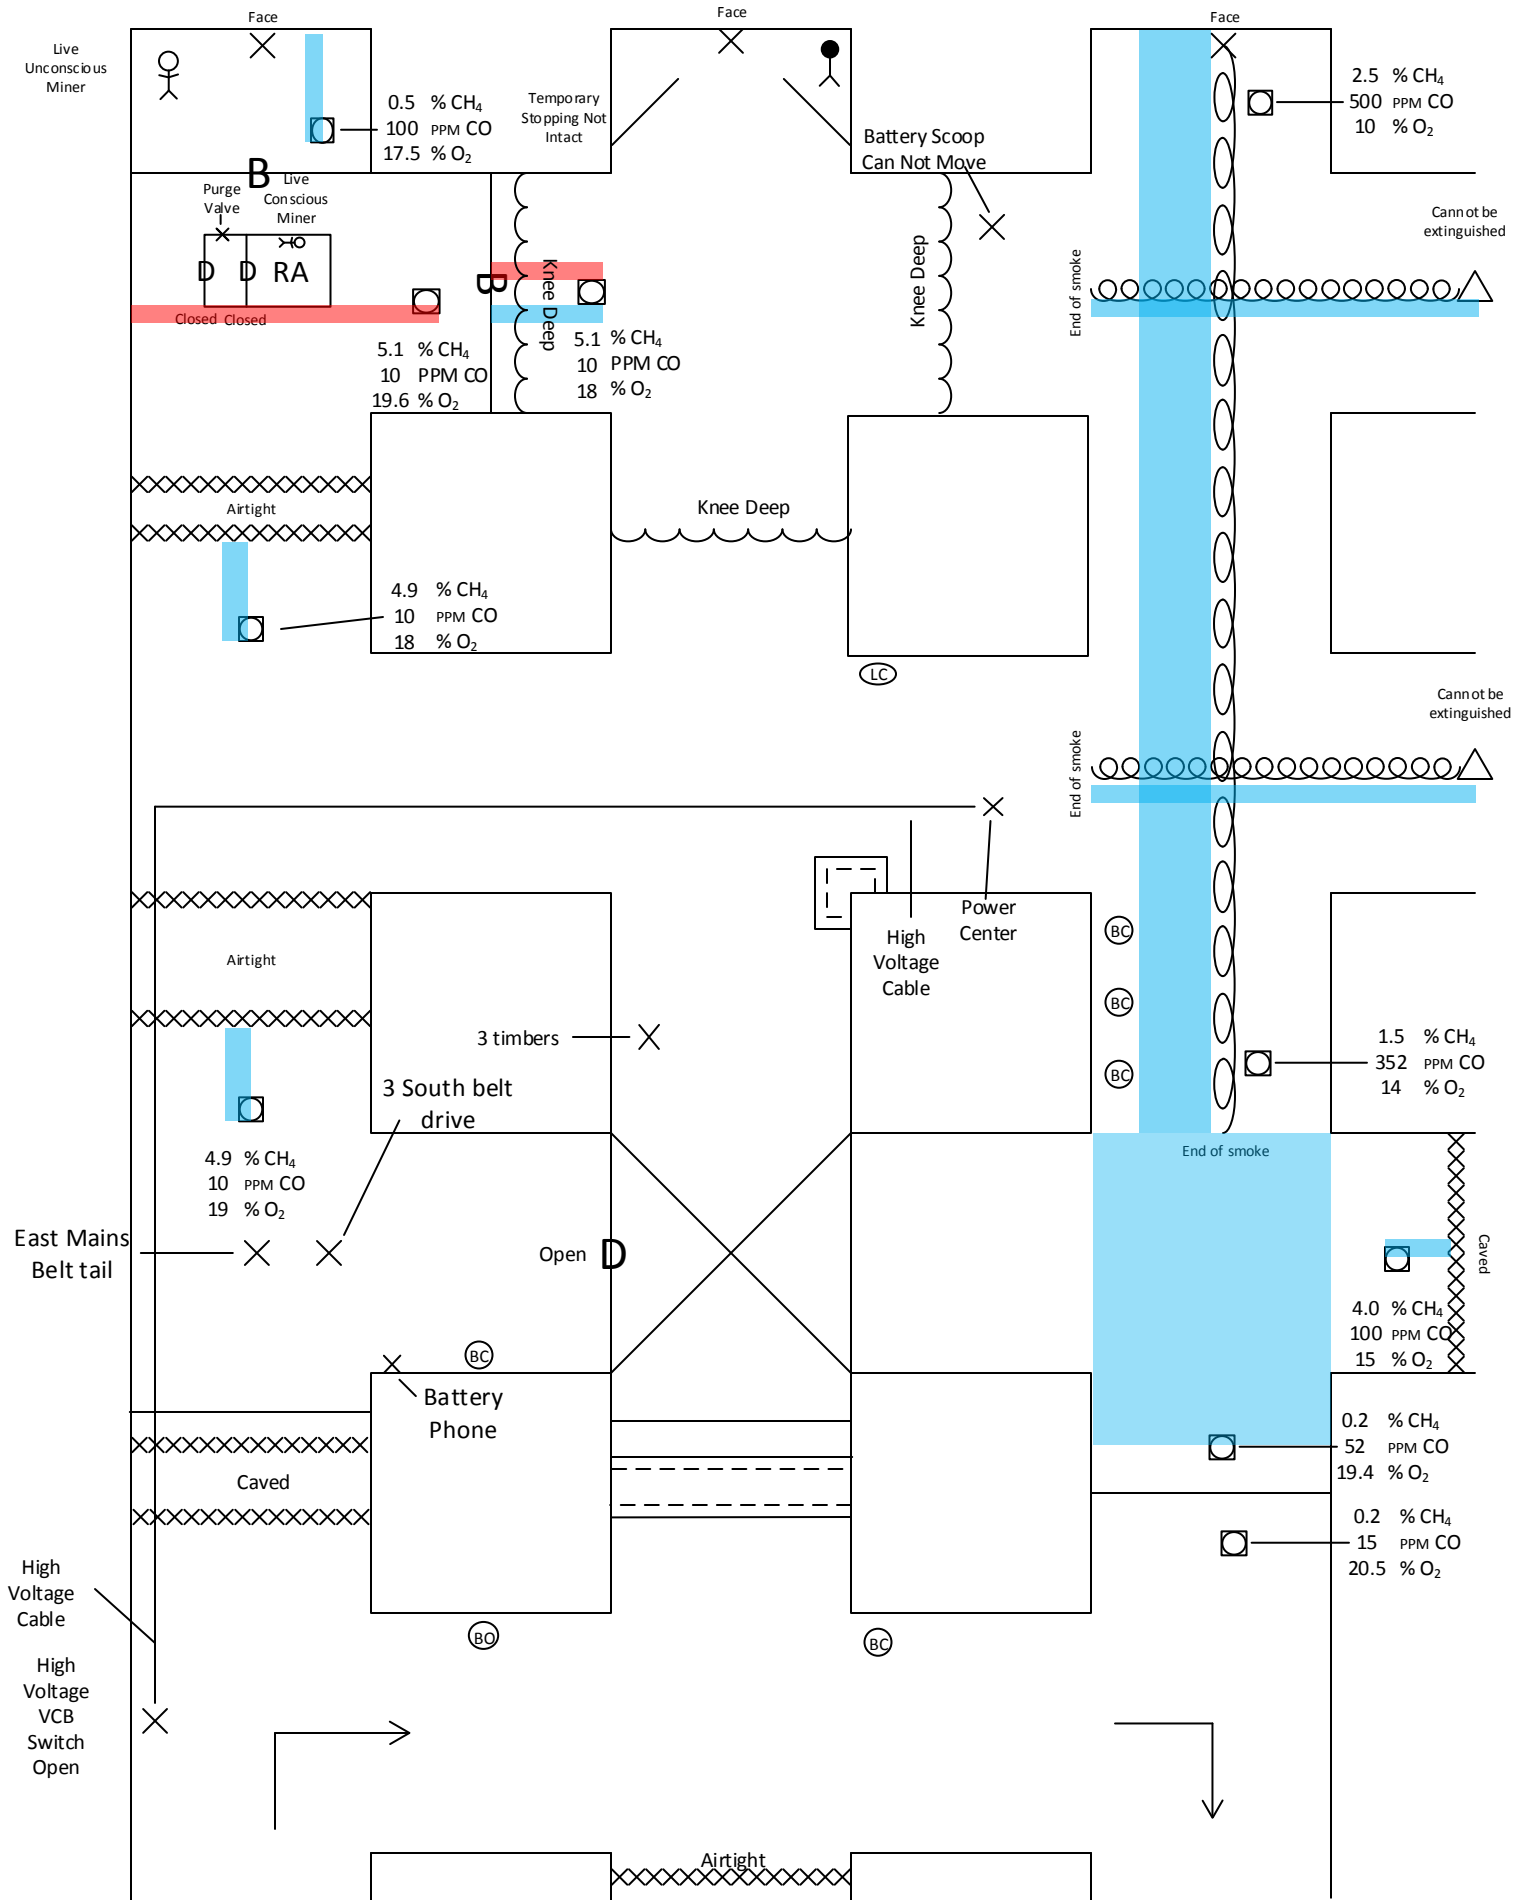 Face
Face
Face
Live
Unconscious
Miner
0.5 % CH₄
100 PPM CO
17.5 % O₂
Temporary
Stopping Not
Intact
Battery Scoop
Can Not Move
2.5 % CH₄
500 PPM CO
10 % O₂
B
Live
Conscious
Miner
Purge
Valve
D D RA
Closed Closed
B
Knee Deep
Knee Deep
Cannot be
extinguished
End of smoke
5.1 % CH₄
10 PPM CO
19.6 % O₂
5.1 % CH₄
10 PPM CO
18 % O₂
Airtight
Knee Deep
4.9 % CH₄
10 PPM CO
18 % O₂
LC
Cannot be
extinguished
End of smoke
Power
Center
High
Voltage
Cable
BC
BC
BC
Airtight
3 timbers
3 South belt
drive
1.5 % CH₄
352 PPM CO
14 % O₂
End of smoke
4.9 % CH₄
10 PPM CO
19 % O₂
East Mains
Belt tail
Open D
Caved
4.0 % CH₄
100 PPM CO
15 % O₂
BC
Battery
Phone
Caved
0.2 % CH₄
52 PPM CO
19.4 % O₂
0.2 % CH₄
15 PPM CO
20.5 % O₂
High
Voltage
Cable
BO
BC
High
Voltage
VCB
Switch
Open
Airtight